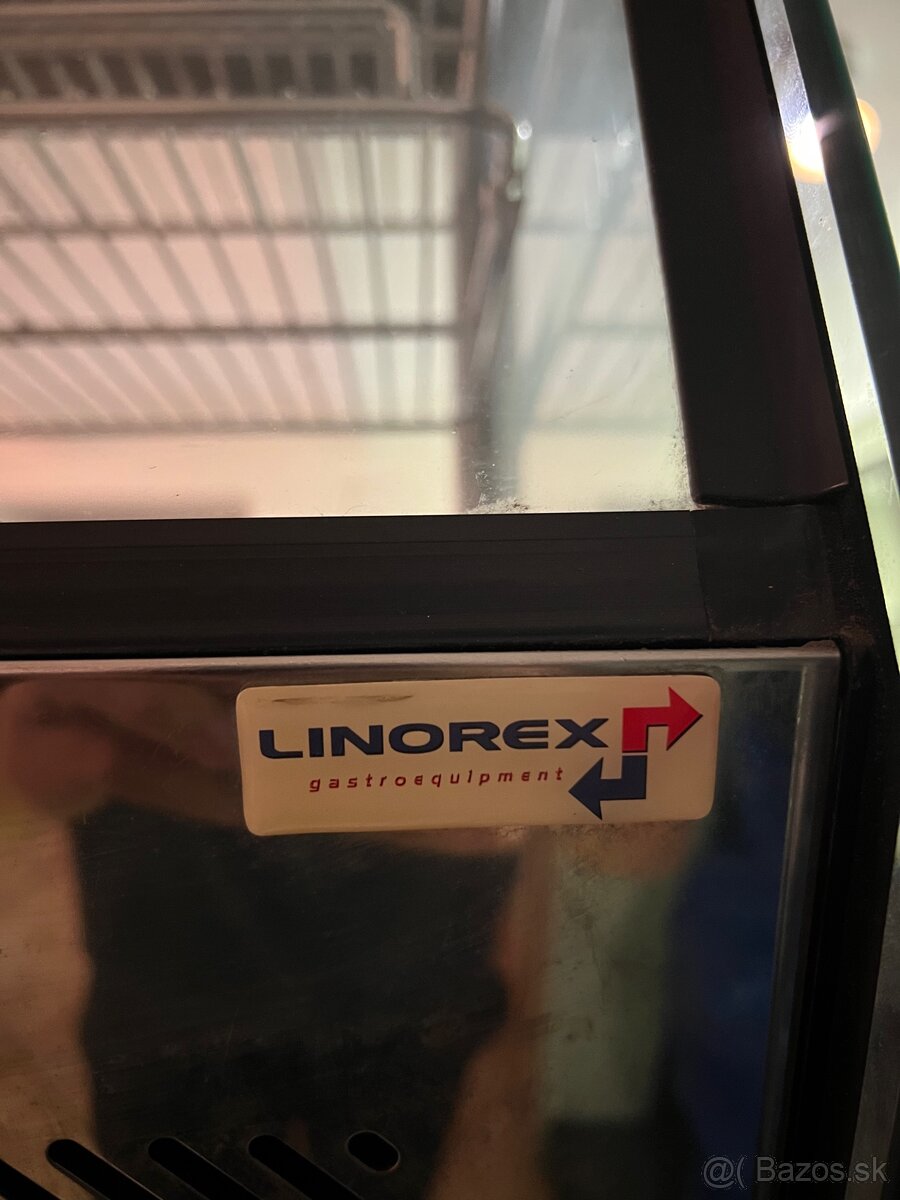 LINOREX
gastroequipment
@( Bazos.sk